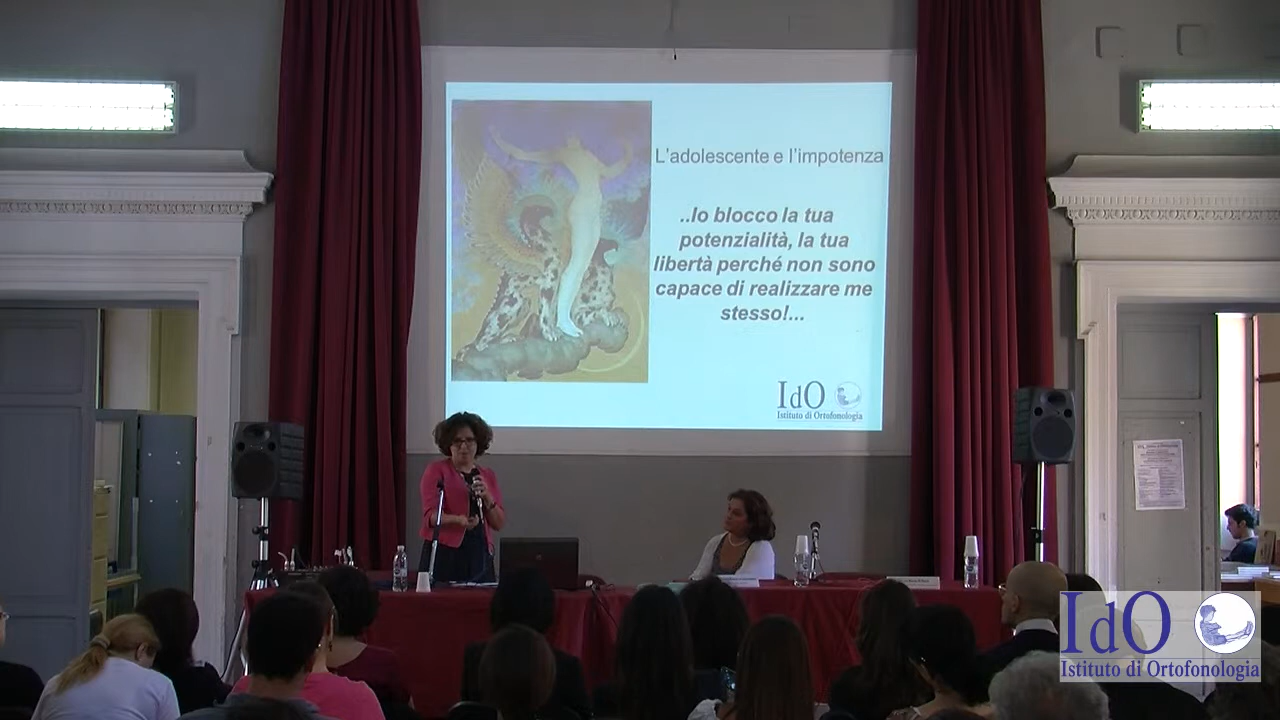 L'adolescente e l'impotenza
..Io blocco la tua
potenzialità, la tua
libertà perché non sono
capace di realizzare me
stesso!...
IdO
Istituto di Ortofonologia
IdO
Istituto di Ortofonologia